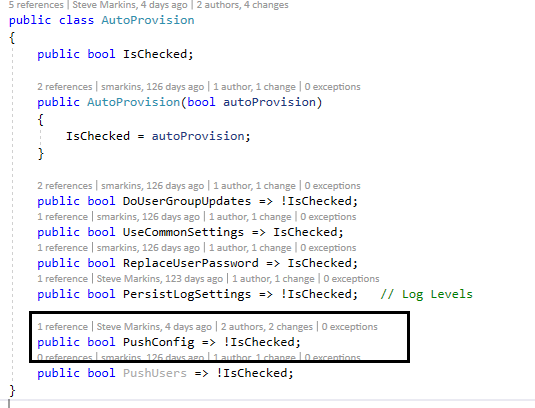 5 references | Steve Markins, 4 days ago | 2 authors, 4 changes
public class AutoProvision
{
public bool IsChecked;
2 references | smarkins, 126 days ago | 1 author, 1 change | 0 exceptions
public AutoProvision(bool autoProvision)
{
IsChecked = autoProvision;
}
2 references | smarkins, 126 days ago | 1 author, 1 change | 0 exceptions
public bool DoUserGroupUpdates => !IsChecked;
1 reference | smarkins, 126 days ago | 1 author, 1 change | 0 exceptions
public bool UseCommonSettings => IsChecked;
1 reference | smarkins, 126 days ago | 1 author, 1 change | 0 exceptions
public bool ReplaceUserPassword => IsChecked;
1 reference | Steve Markins, 123 days ago | 1 author, 1 change | 0 exceptions
public bool PersistLogSettings => !IsChecked;   // Log Levels
1 reference | Steve Markins, 4 days ago | 2 authors, 2 changes | 0 exceptions
public bool PushConfig => !IsChecked;
0 references | smarkins, 126 days ago | 1 author, 1 change | 0 exceptions
public bool PushUsers => !IsChecked;
}